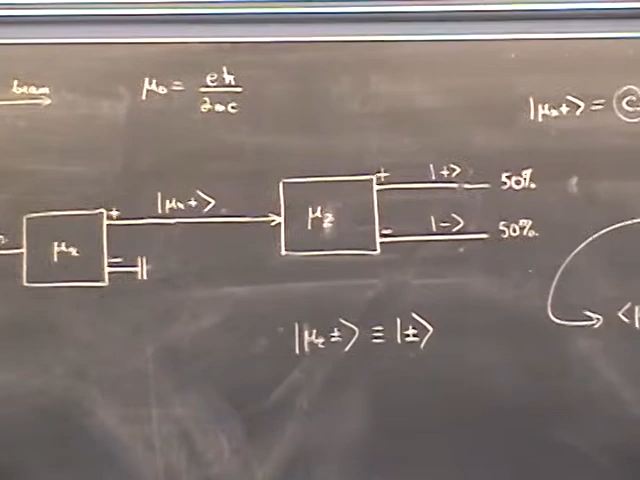 beam
μ₀ = eħ / 2mc
|μₓ+⟩ = C
μₓ + −
|μₓ+⟩
μ_z + −
|+⟩ 50%
|−⟩ 50%
|μ_z ±⟩ ≡ |±⟩
⟨μ